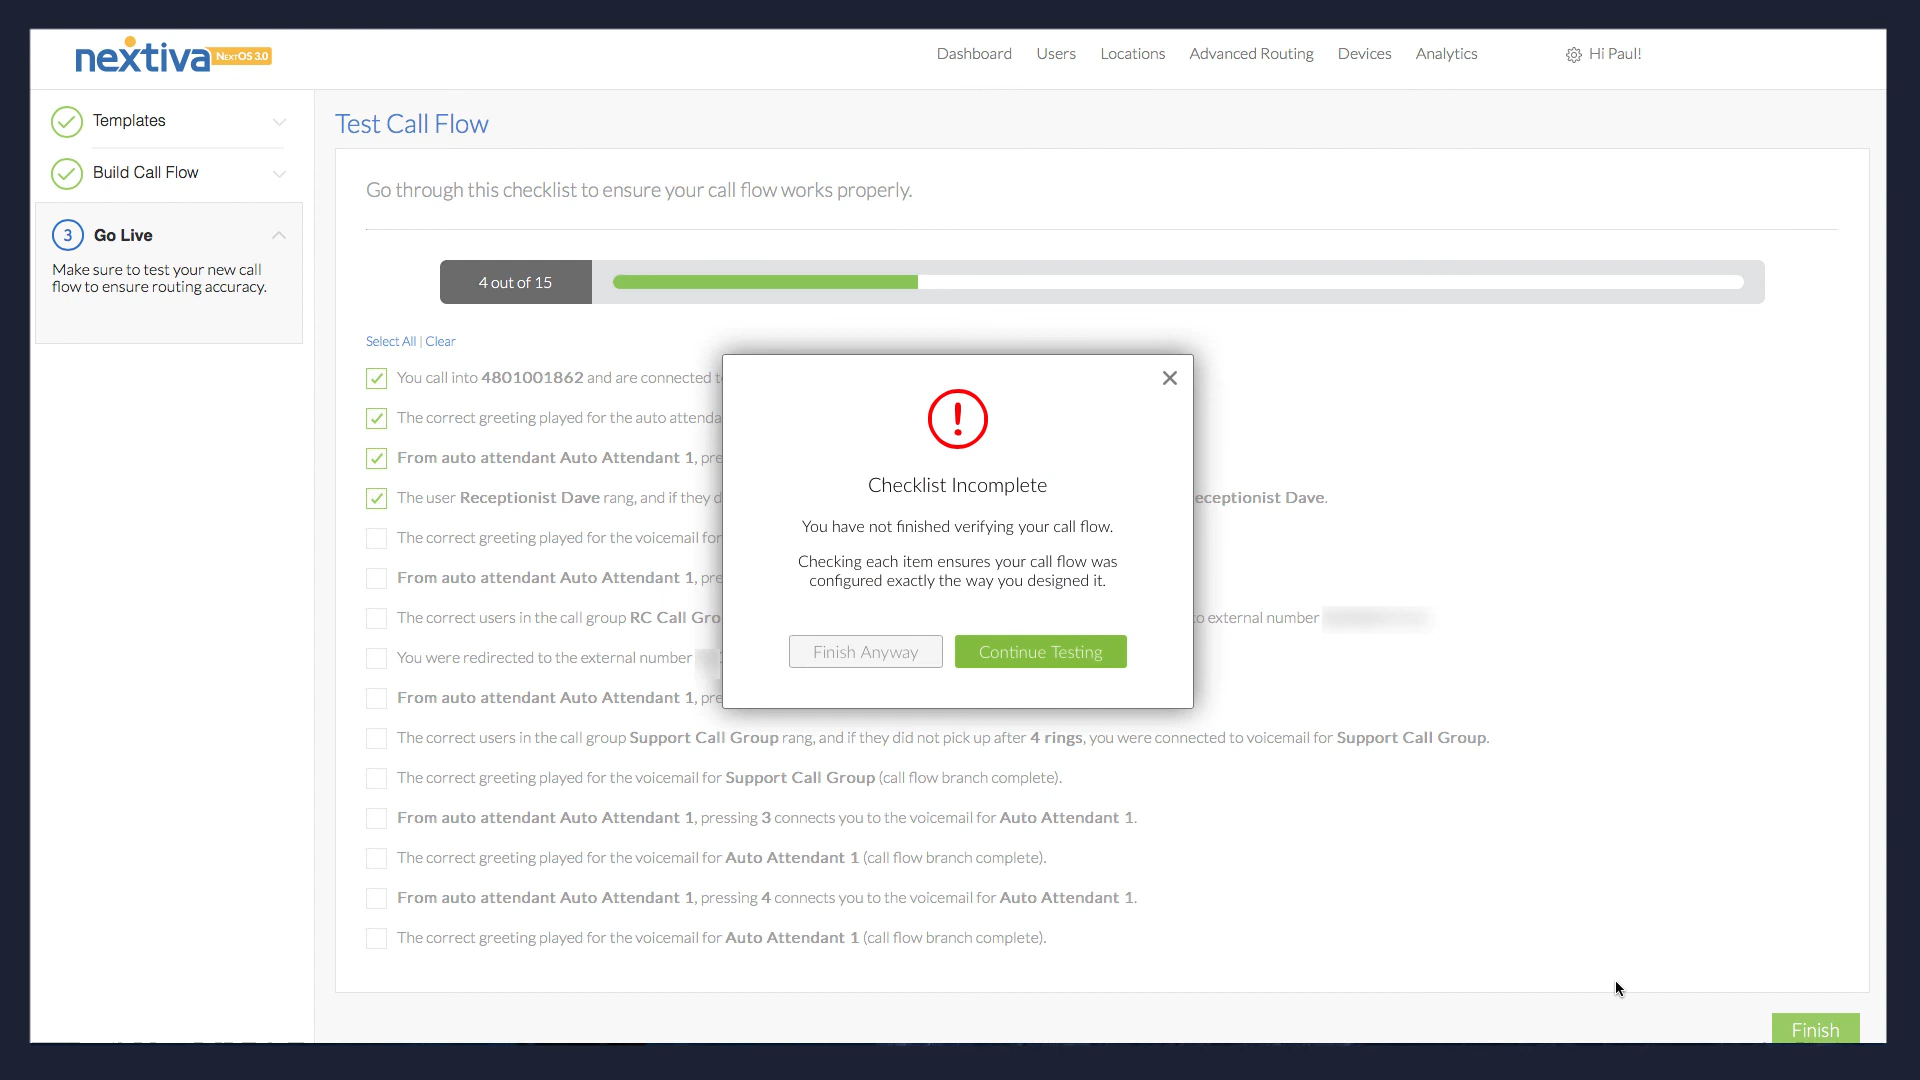 nextiva NextOS 3.0
Dashboard Users Locations Advanced Routing Devices Analytics Hi Paul!
Templates
Build Call Flow
3 Go Live
Make sure to test your new call
flow to ensure routing accuracy.
Test Call Flow
Go through this checklist to ensure your call flow works properly.
4 out of 15
Select All | Clear
You call into 4801001862 and are connected
The correct greeting played for the auto
From auto attendant Auto Attendant 1,
The user Receptionist Dave rang, and if they Receptionist Dave.
The correct greeting played for the voicemail for
From auto attendant Auto Attendant 1,
The correct users in the call group RC Call to external number
You were redirected to the external number
From auto attendant Auto Attendant 1,
The correct users in the call group Support Call Group rang, and if they did not pick up after 4 rings, you were connected to voicemail for Support Call Group.
The correct greeting played for the voicemail for Support Call Group (call flow branch complete).
From auto attendant Auto Attendant 1, pressing 3 connects you to the voicemail for Auto Attendant 1.
The correct greeting played for the voicemail for Auto Attendant 1 (call flow branch complete).
From auto attendant Auto Attendant 1, pressing 4 connects you to the voicemail for Auto Attendant 1.
The correct greeting played for the voicemail for Auto Attendant 1 (call flow branch complete).
Checklist Incomplete
You have not finished verifying your call flow.
Checking each item ensures your call flow was
configured exactly the way you designed it.
Finish Anyway Continue Testing
Finish